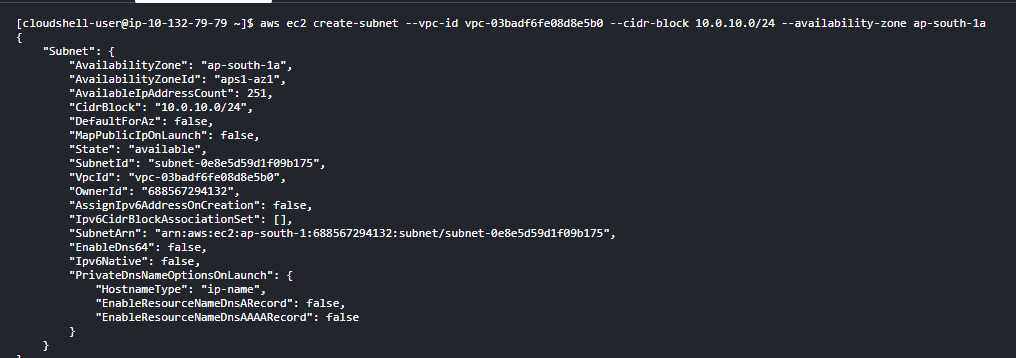 [cloudshell-user@ip-10-132-79-79 ~]$ aws ec2 create-subnet --vpc-id vpc-03badf6fe08d8e5b0 --cidr-block 10.0.10.0/24 --availability-zone ap-south-1a
{
    "Subnet": {
        "AvailabilityZone": "ap-south-1a",
        "AvailabilityZoneId": "aps1-az1",
        "AvailableIpAddressCount": 251,
        "CidrBlock": "10.0.10.0/24",
        "DefaultForAz": false,
        "MapPublicIpOnLaunch": false,
        "State": "available",
        "SubnetId": "subnet-0e8e5d59d1f09b175",
        "VpcId": "vpc-03badf6fe08d8e5b0",
        "OwnerId": "688567294132",
        "AssignIpv6AddressOnCreation": false,
        "Ipv6CidrBlockAssociationSet": [],
        "SubnetArn": "arn:aws:ec2:ap-south-1:688567294132:subnet/subnet-0e8e5d59d1f09b175",
        "EnableDns64": false,
        "Ipv6Native": false,
        "PrivateDnsNameOptionsOnLaunch": {
            "HostnameType": "ip-name",
            "EnableResourceNameDnsARecord": false,
            "EnableResourceNameDnsAAAARecord": false
        }
    }
}